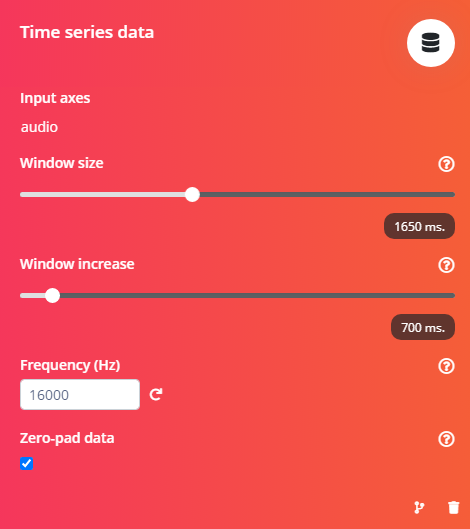 Time series data
Input axes
audio
Window size
1650 ms.
Window increase
700 ms.
Frequency (Hz)
16000
Zero-pad data